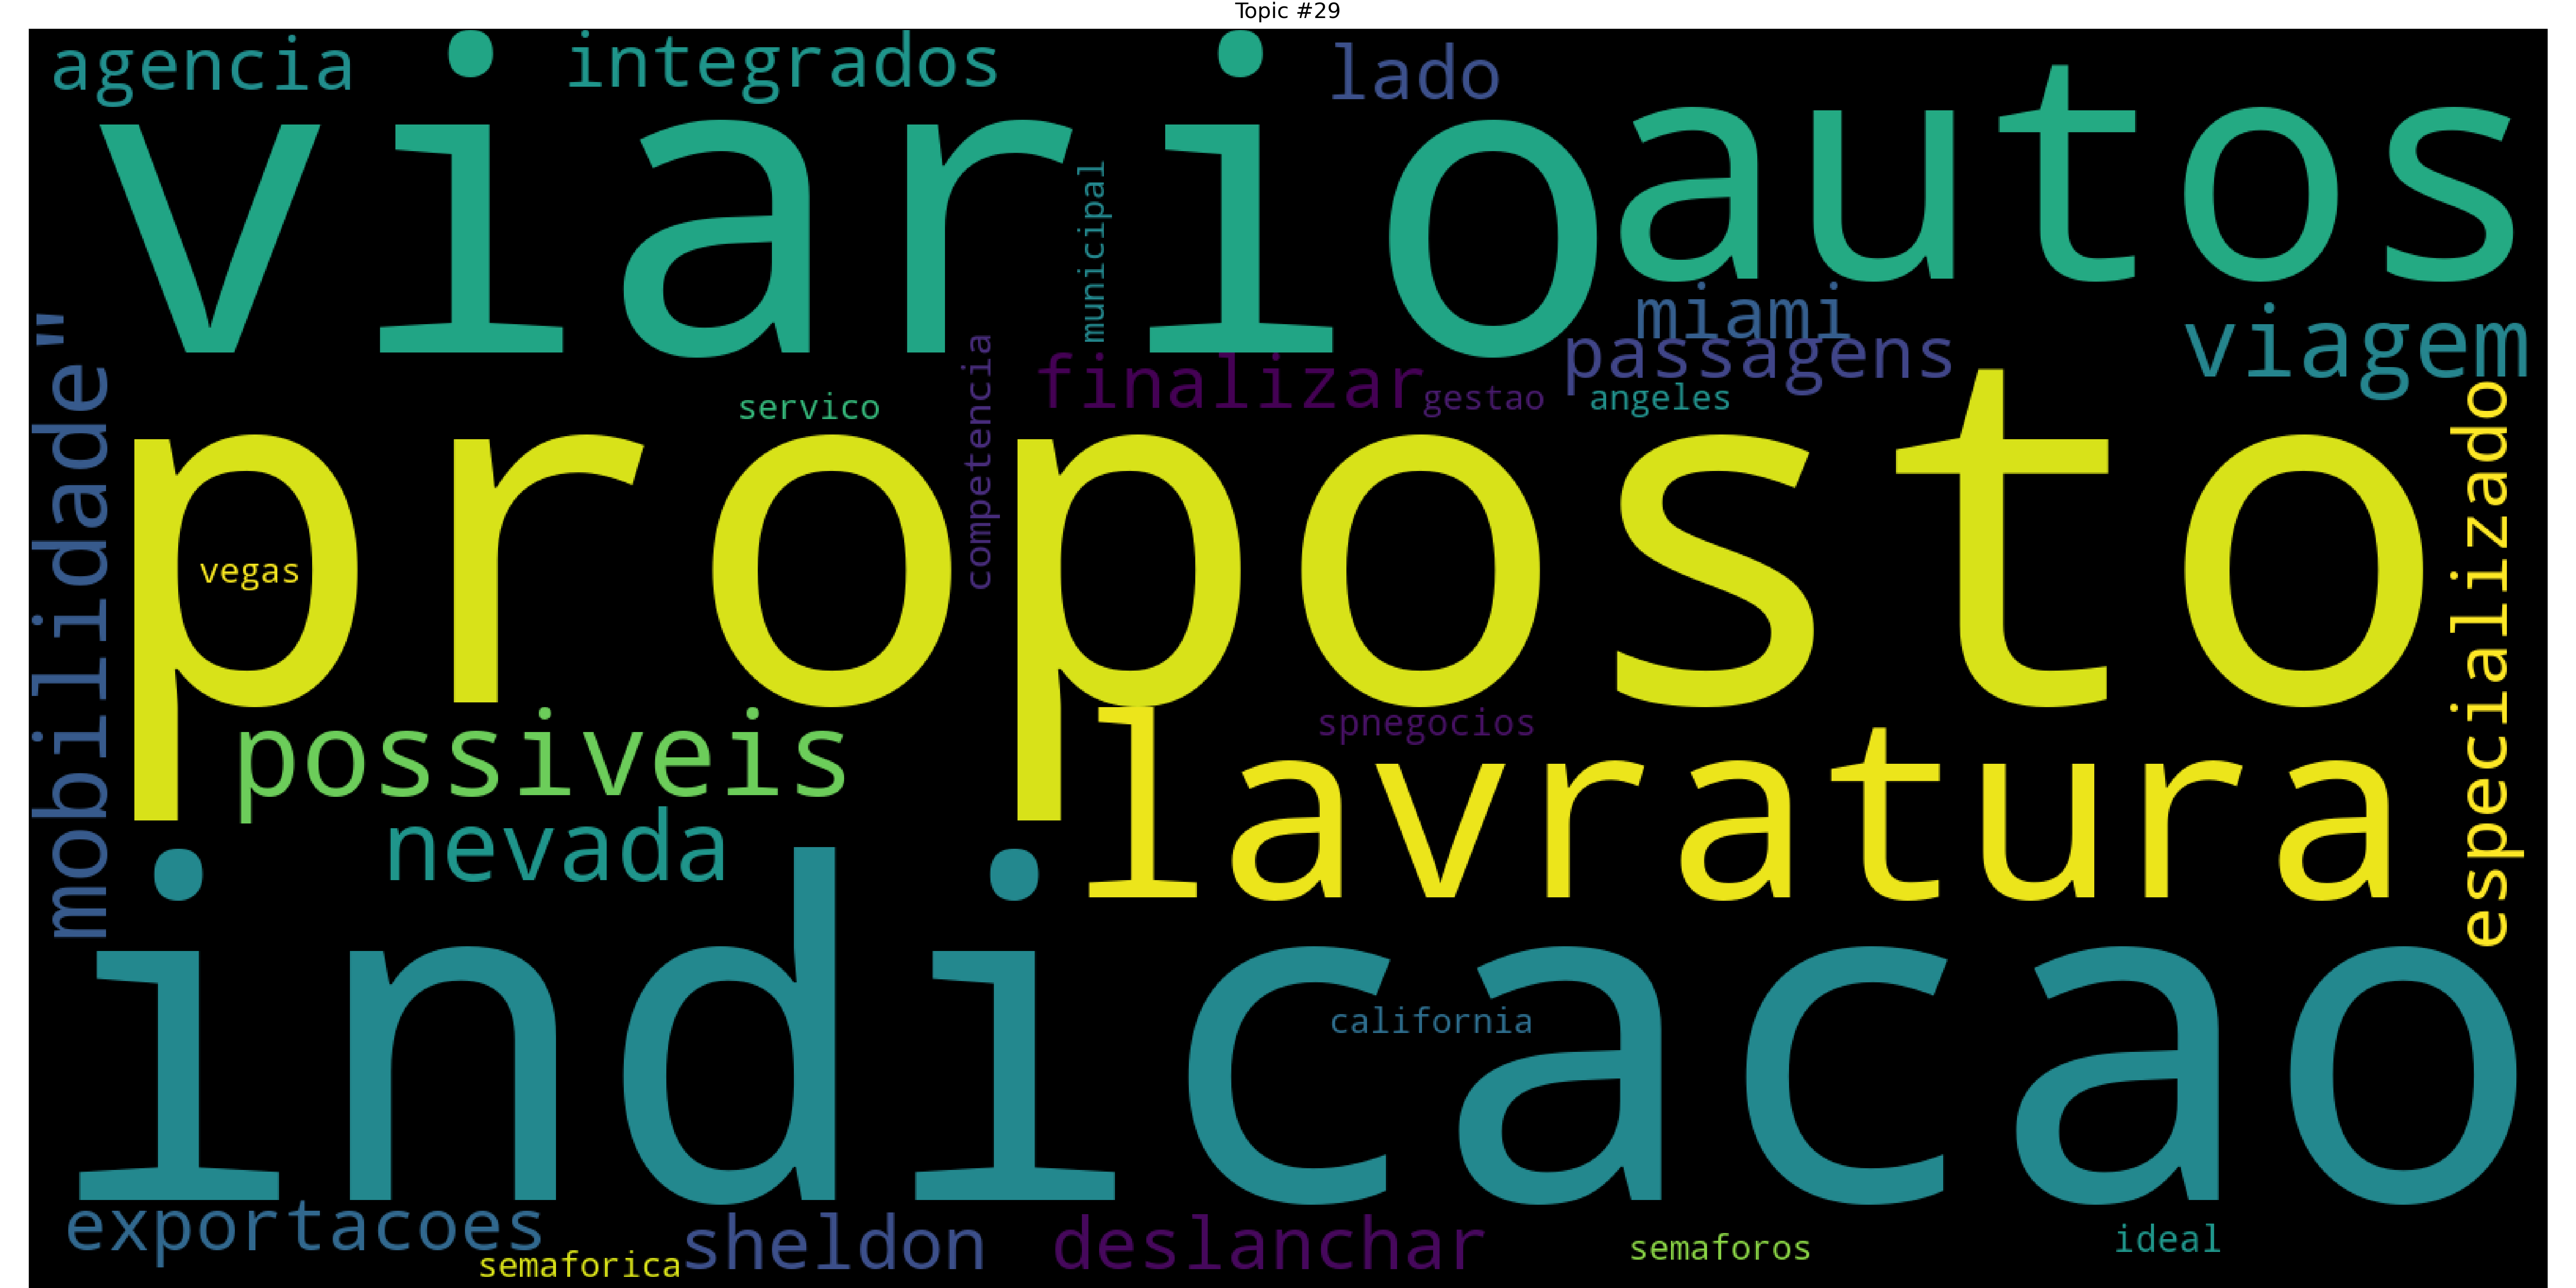 Topic #29
agencia
integrados
lado
viario
autos
municipal
miami
passagens
viagem
mobilidade"
competencia
finalizar
gestao
angeles
servico
especializado
proposto
vegas
possiveis
spnegocios
lavratura
nevada
indicacao
california
exportacoes
semaforica
sheldon
deslanchar
semaforos
ideal